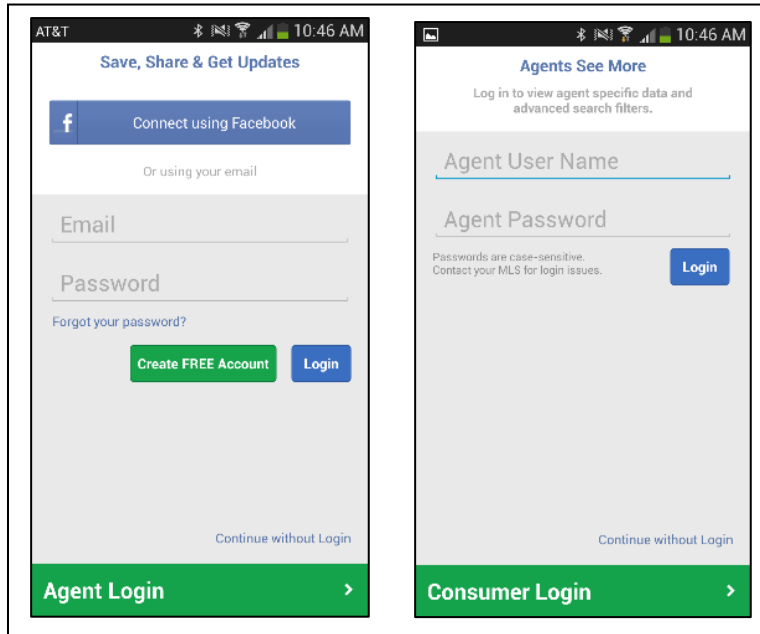 AT&T 10:46 AM
Save, Share & Get Updates
f Connect using Facebook
Or using your email
Email
Password
Forgot your password?
Create FREE Account Login
Continue without Login
Agent Login >
10:46 AM
Agents See More
Log in to view agent specific data and
advanced search filters.
Agent User Name
Agent Password
Passwords are case-sensitive.
Contact your MLS for login issues.
Login
Continue without Login
Consumer Login >